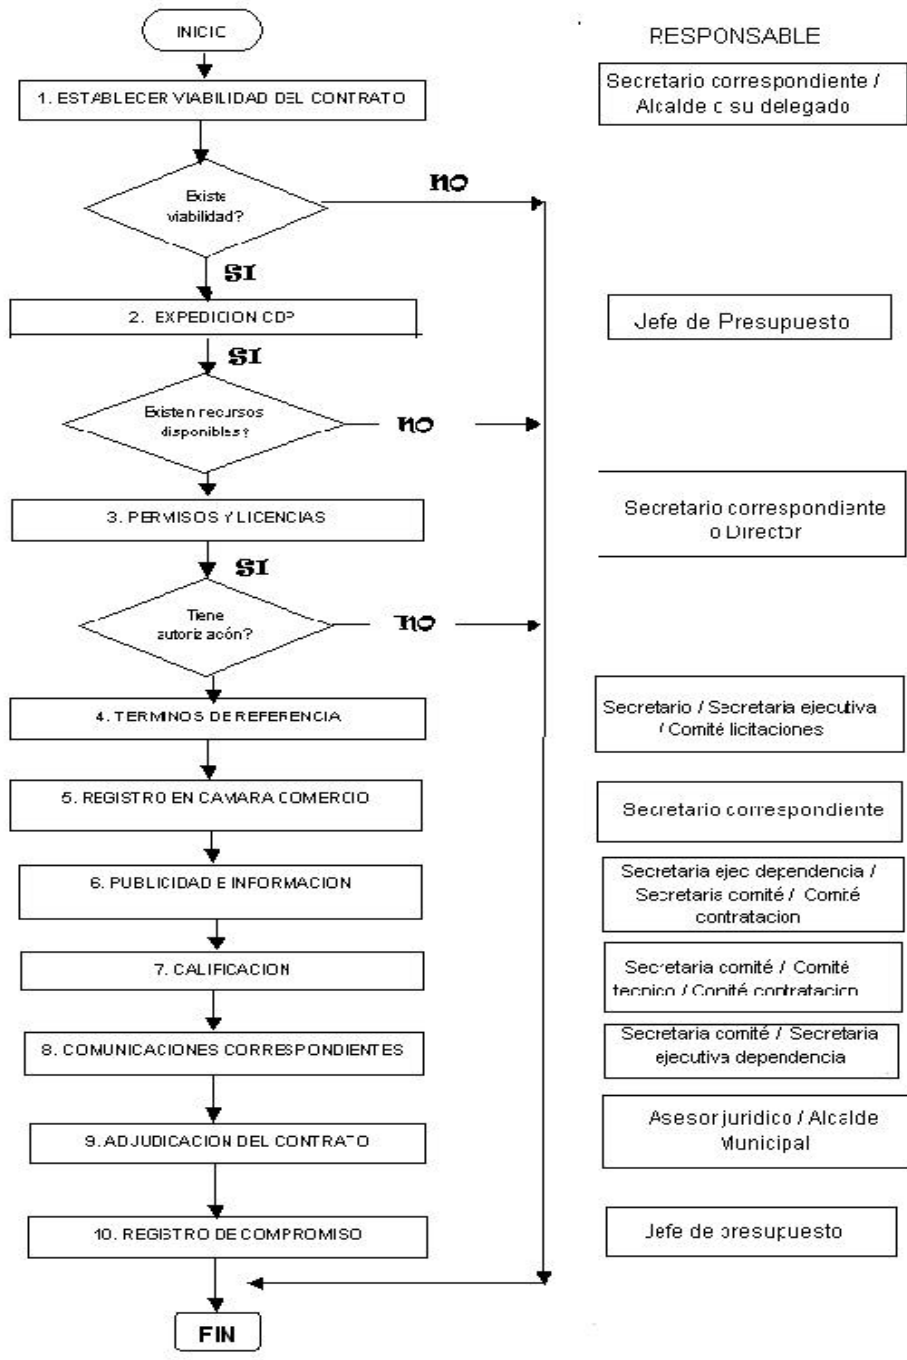 INICIO
RESPONSABLE
1. ESTABLECER VIABILIDAD DEL CONTRATO
Secretario correspondiente /
Alcalde o su delegado
Existe
viabilidad?
NO
SI
2. EXPEDICION CDP
Jefe de Presupuesto
SI
Existen recursos
disponibles?
NO
3. PERMISOS Y LICENCIAS
Secretario correspondiente
o Director
SI
Tiene
autorización?
NO
4. TERMINOS DE REFERENCIA
Secretario / Secretaria ejecutiva
/ Comité licitaciones
5. REGISTRO EN CAMARA COMERCIO
Secretario correspondiente
6. PUBLICIDAD E INFORMACION
Secretaria ejec dependencia /
Secretaria comité / Comité
contratacion
7. CALIFICACION
Secretaria comité / Comité
tecnico / Comité contratacion
8. COMUNICACIONES CORRESPONDIENTES
Secretaria comité / Secretaria
ejecutiva dependencia
9. ADJUDICACION DEL CONTRATO
Asesor juridico / Alcalde
Municipal
10. REGISTRO DE COMPROMISO
Jefe de presupuesto
FIN